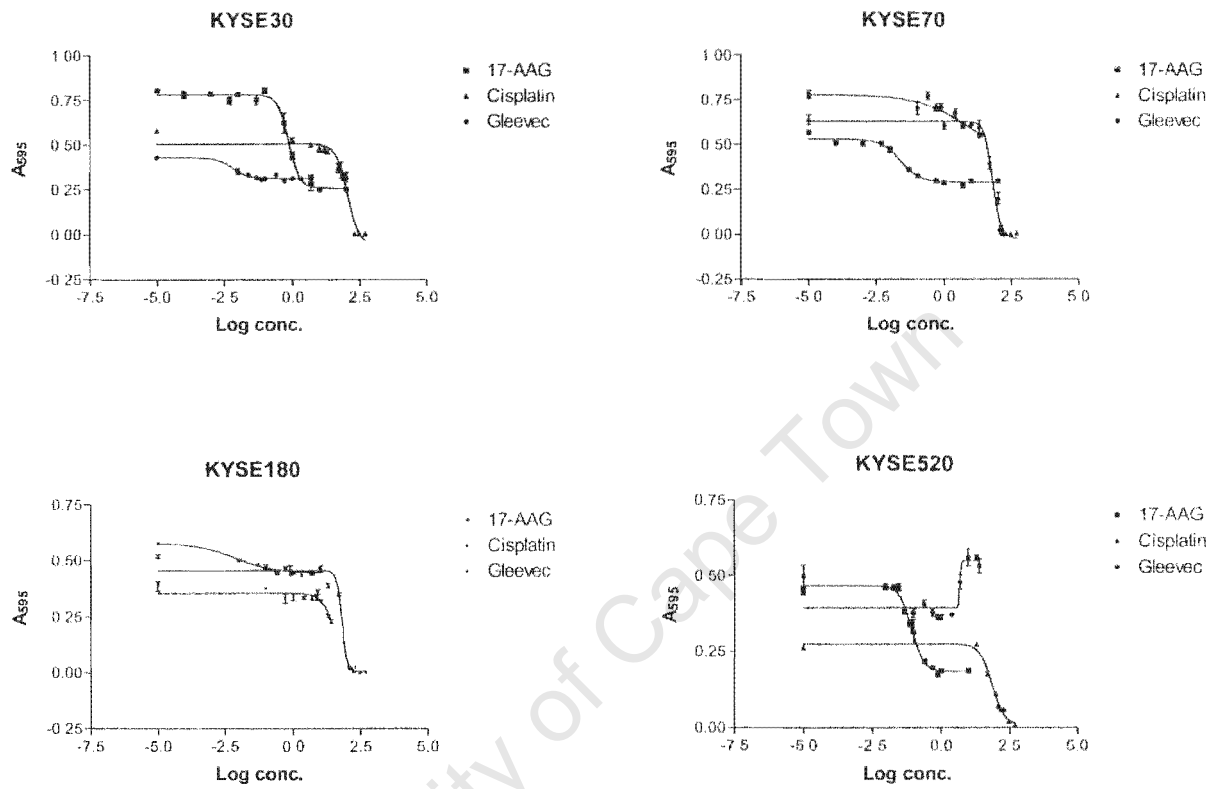 KYSE30
1.00
0.75
0.50
0.25
0.00
-0.25
A595
-7.5 -5.0 -2.5 0.0 2.5 5.0
Log conc.
17-AAG
Cisplatin
Gleevec
KYSE70
1.00
0.75
0.50
0.25
0.00
-0.25
A595
-7.5 -5.0 -2.5 0.0 2.5 5.0
Log conc.
17-AAG
Cisplatin
Gleevec
KYSE180
0.75
0.50
0.25
0.00
-0.25
A595
-7.5 -5.0 -2.5 0.0 2.5 5.0
Log conc.
17-AAG
Cisplatin
Gleevec
KYSE520
0.75
0.50
0.25
0.00
A595
-7.5 -5.0 -2.5 0.0 2.5 5.0
Log conc.
17-AAG
Cisplatin
Gleevec
ity of Cape Town